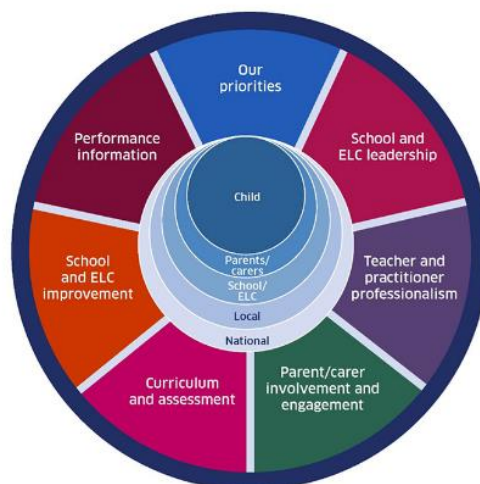 Our
priorities
School and
ELC leadership
Teacher and
practitioner
professionalism
Parent/carer
involvement and
engagement
Curriculum
and assessment
School
and ELC
improvement
Performance
information
Child
Parents/
carers
School/
ELC
Local
National